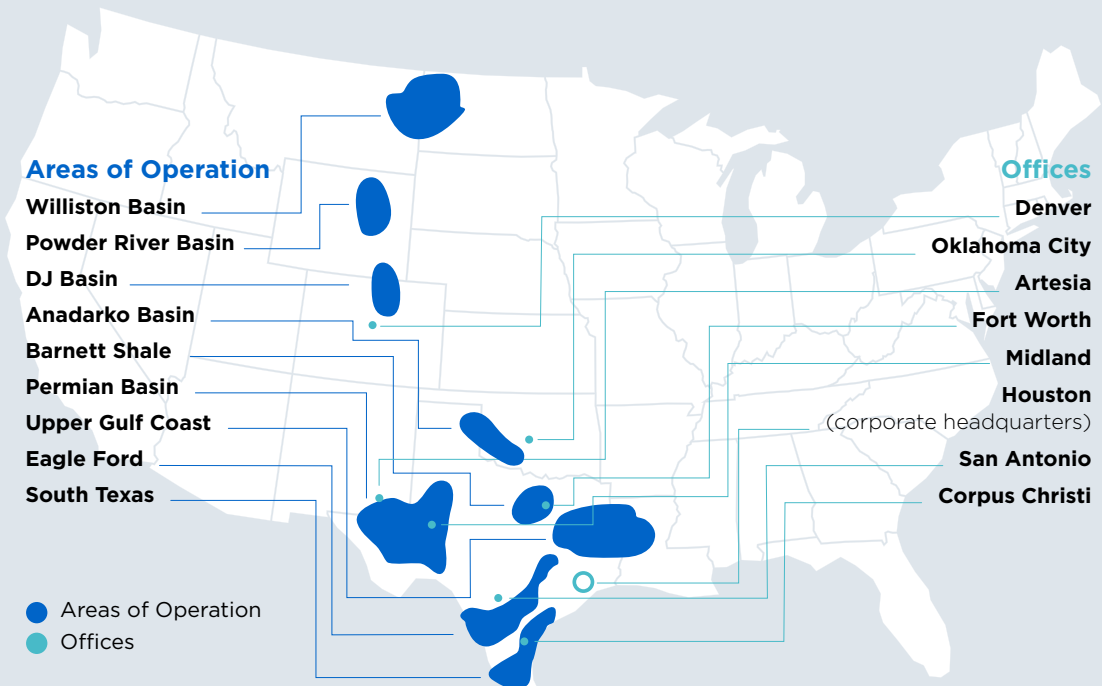 Areas of Operation
Williston Basin
Powder River Basin
DJ Basin
Anadarko Basin
Barnett Shale
Permian Basin
Upper Gulf Coast
Eagle Ford
South Texas
Areas of Operation
Offices
Offices
Denver
Oklahoma City
Artesia
Fort Worth
Midland
Houston
(corporate headquarters)
San Antonio
Corpus Christi